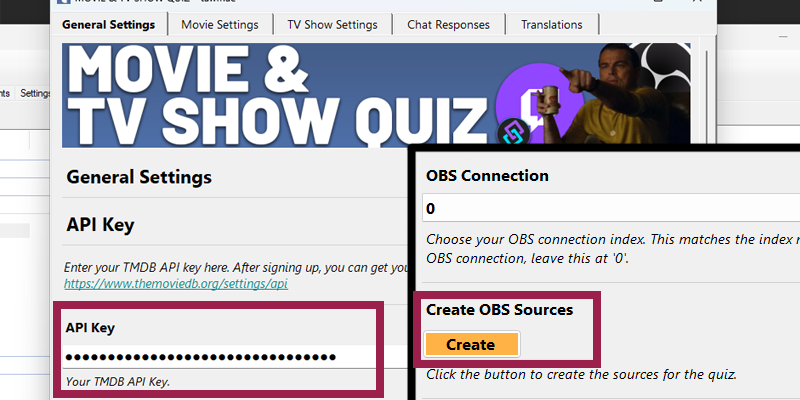 MOVIE & TV SHOW QUIZ
General Settings
Movie Settings
TV Show Settings
Chat Responses
Translations
Settings
MOVIE &
TV SHOW QUIZ
General Settings
API Key
Enter your TMDB API key here. After signing up, you can get
https://www.themoviedb.org/settings/api
API Key
●●●●●●●●●●●●●●●●●●●●●●●●●●●●●●●●
Your TMDB API Key.
OBS Connection
0
Choose your OBS connection index. This matches the index
OBS connection, leave this at '0'.
Create OBS Sources
Create
Click the button to create the sources for the quiz.